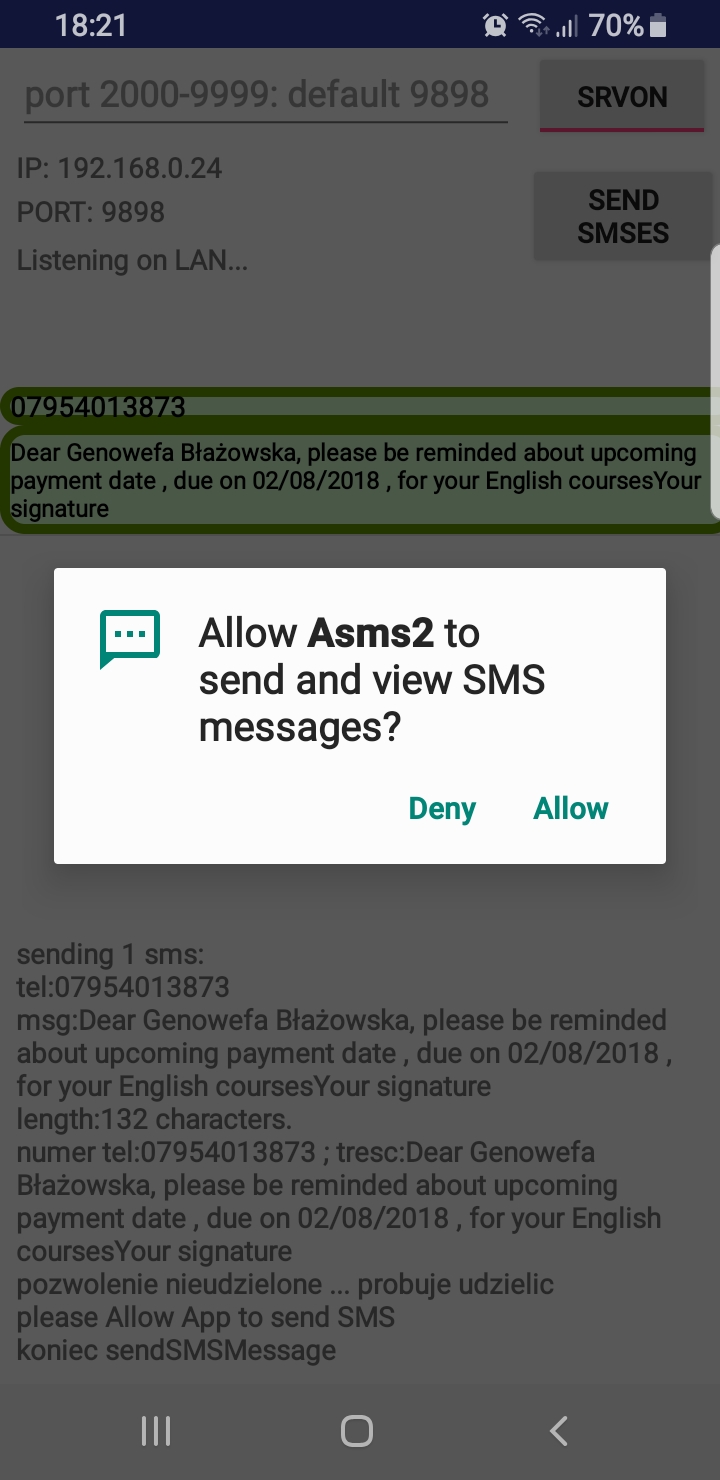 18:21
70%
port 2000-9999: default 9898
SRVON
IP: 192.168.0.24
PORT: 9898
SEND
SMSES
Listening on LAN...
07954013873
Dear Genowefa Błażowska, please be reminded about upcoming
payment date , due on 02/08/2018 , for your English coursesYour
signature
Allow Asms2 to
send and view SMS
messages?
Deny
Allow
sending 1 sms:
tel:07954013873
msg:Dear Genowefa Błażowska, please be reminded
about upcoming payment date , due on 02/08/2018 ,
for your English coursesYour signature
length:132 characters.
numer tel:07954013873 ; tresc:Dear Genowefa
Błażowska, please be reminded about upcoming
payment date , due on 02/08/2018 , for your English
coursesYour signature
pozwolenie nieudzielone ... probuje udzielic
please Allow App to send SMS
koniec sendSMSMessage